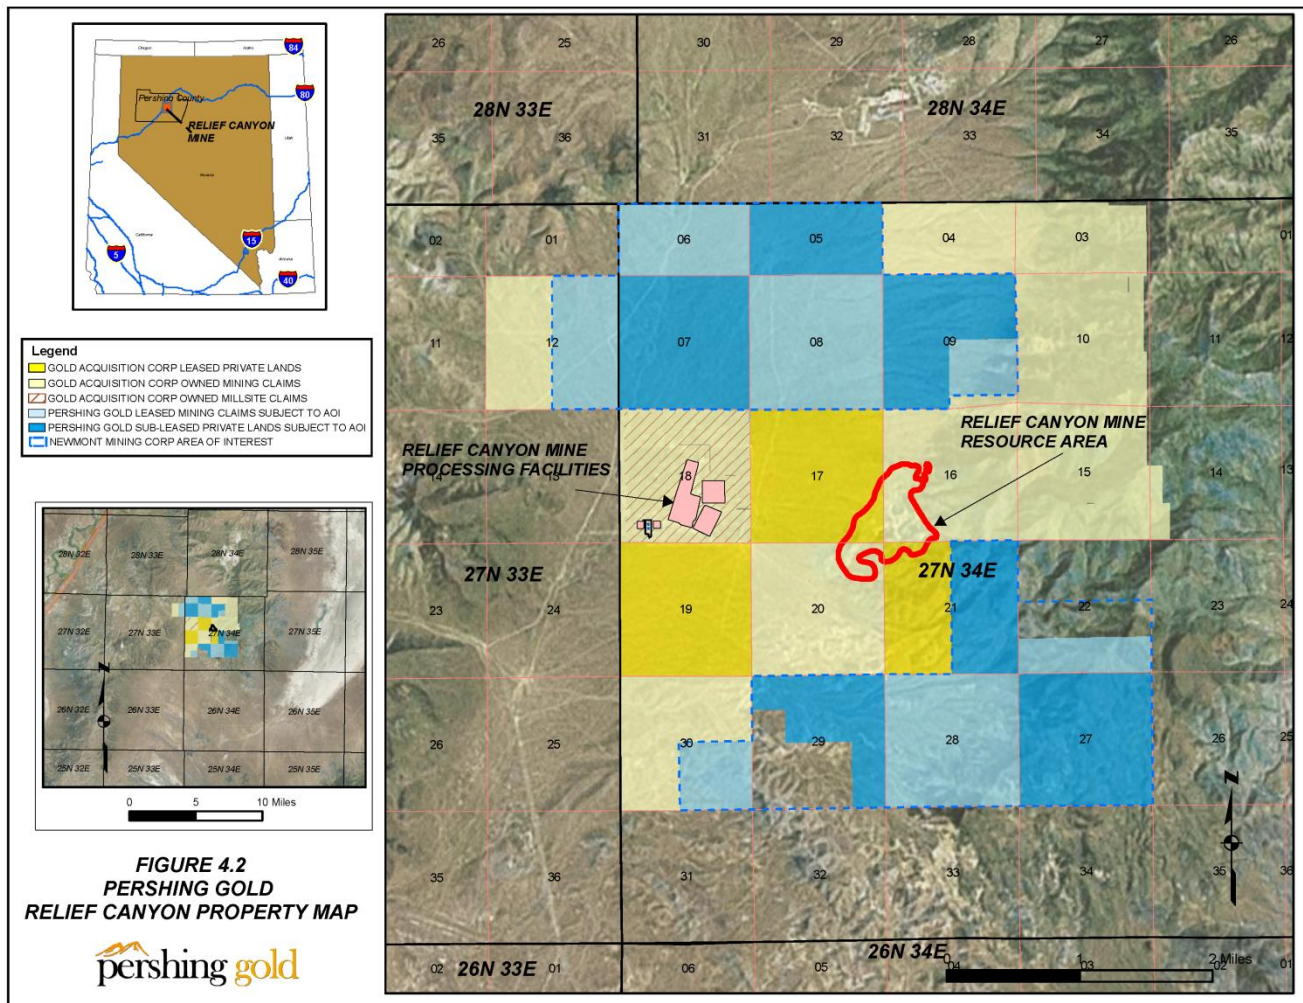 Oregon
Idaho
84
80
Pershing County
RELIEF CANYON
MINE
Utah
Nevada
California
15
5
Arizona
40
Legend
GOLD ACQUISITION CORP LEASED PRIVATE LANDS
GOLD ACQUISITION CORP OWNED MINING CLAIMS
GOLD ACQUISITION CORP OWNED MILLSITE CLAIMS
PERSHING GOLD LEASED MINING CLAIMS SUBJECT TO AOI
PERSHING GOLD SUB-LEASED PRIVATE LANDS SUBJECT TO AOI
NEWMONT MINING CORP AREA OF INTEREST
28N 32E 28N 33E 28N 34E 28N 35E
27N 32E 27N 33E 27N 34E 27N 35E
Z
26N 32E 26N 33E 26N 34E 26N 35E
25N 32E 25N 33E 25N 34E 25N 35E
0 5 10 Miles
FIGURE 4.2
PERSHING GOLD
RELIEF CANYON PROPERTY MAP
pershing gold
26 25 30 29 28 27 26
28N 33E 28N 34E
35 36 31 32 33 34 35
02 01 06 05 04 03 01
11 12 07 08 09 10 11 12
RELIEF CANYON MINE
RESOURCE AREA
RELIEF CANYON MINE
PROCESSING FACILITIES
14 13 18 17 16 15 14 13
27N 33E 27N 34E
23 24 19 20 21 22 23 24
26 25 30 29 28 27 26 25
Z
35 36 31 32 33 34 35 36
26N 33E 26N 34E
02 01 06 05 04 03 02 01
0 1 2 Miles